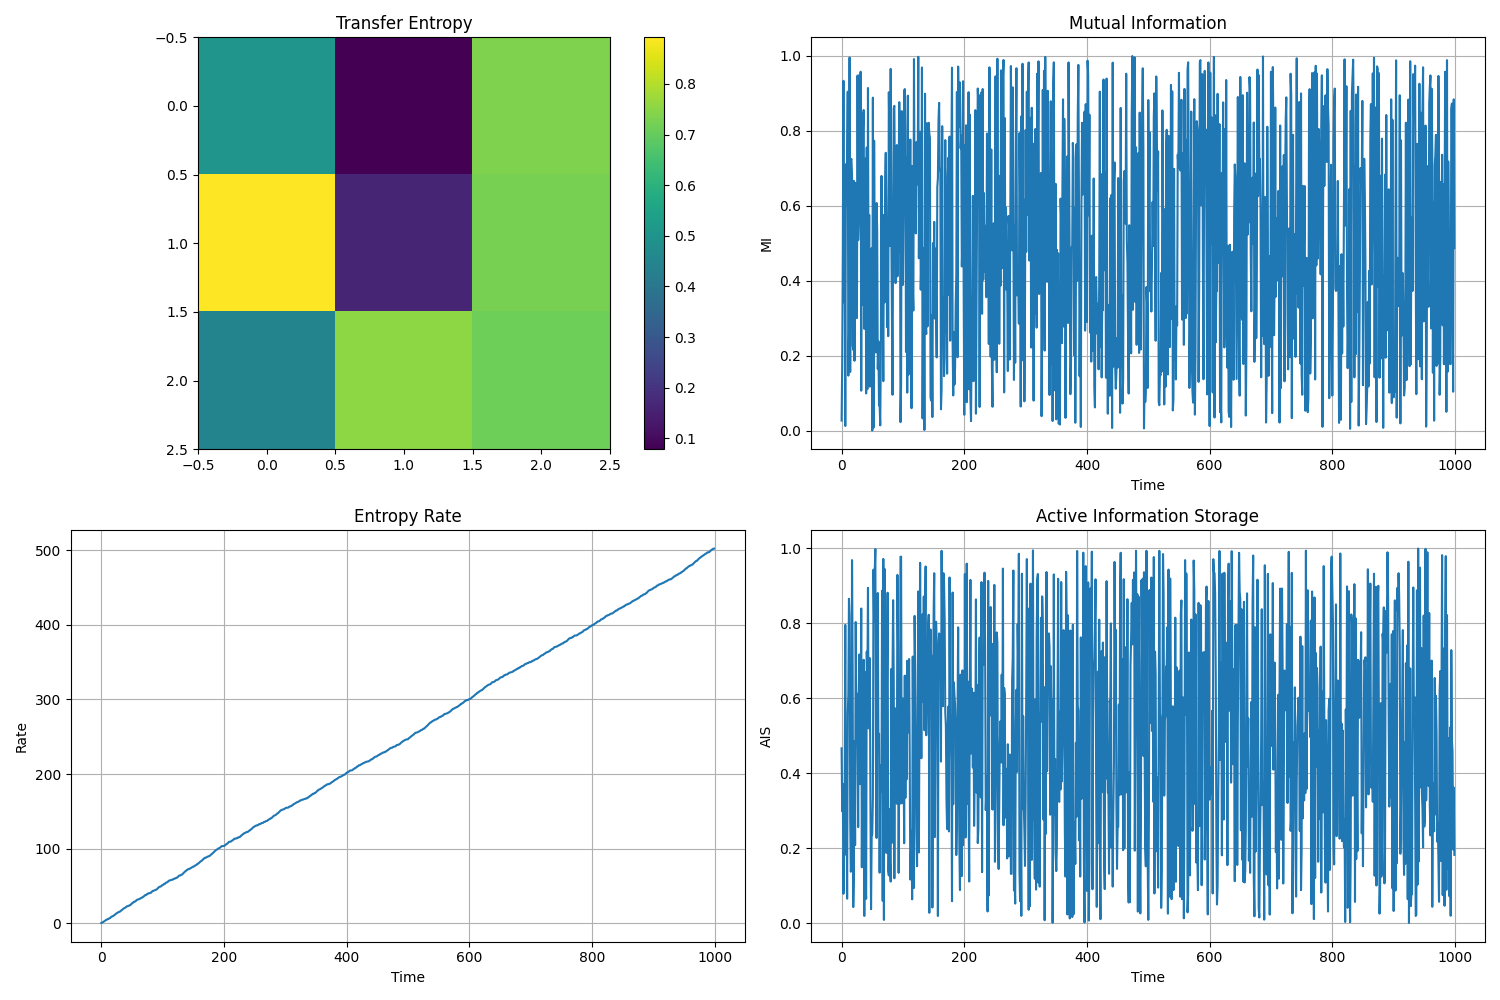 Transfer Entropy
−0.5
0.0
0.5
1.0
1.5
2.0
2.5
−0.5 0.0 0.5 1.0 1.5 2.0 2.5
0.8
0.7
0.6
0.5
0.4
0.3
0.2
0.1
Mutual Information
1.0
0.8
0.6
0.4
0.2
0.0
MI
0 200 400 600 800 1000
Time
Entropy Rate
500
400
300
200
100
0
Rate
0 200 400 600 800 1000
Time
Active Information Storage
1.0
0.8
0.6
0.4
0.2
0.0
AIS
0 200 400 600 800 1000
Time